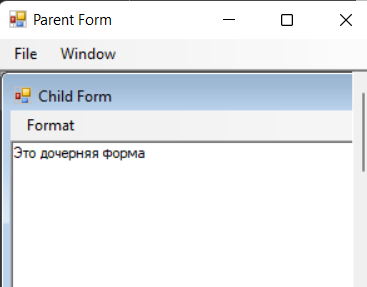 Parent Form
File Window
Child Form
Format
Это дочерняя форма